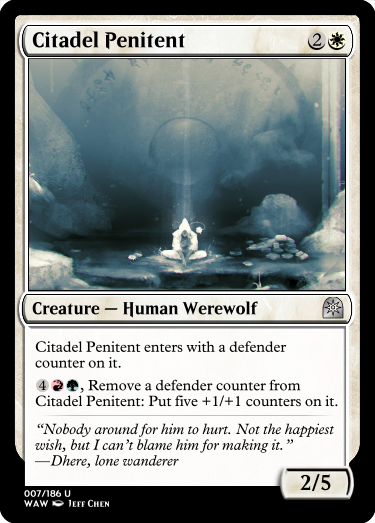 Citadel Penitent 2
Creature — Human Werewolf
Citadel Penitent enters with a defender
counter on it.
4, Remove a defender counter from
Citadel Penitent: Put five +1/+1 counters on it.
“Nobody around for him to hurt. Not the happiest
wish, but I can’t blame him for making it.”
—Dhere, lone wanderer
2/5
007/186 U
WAW Jeff Chen